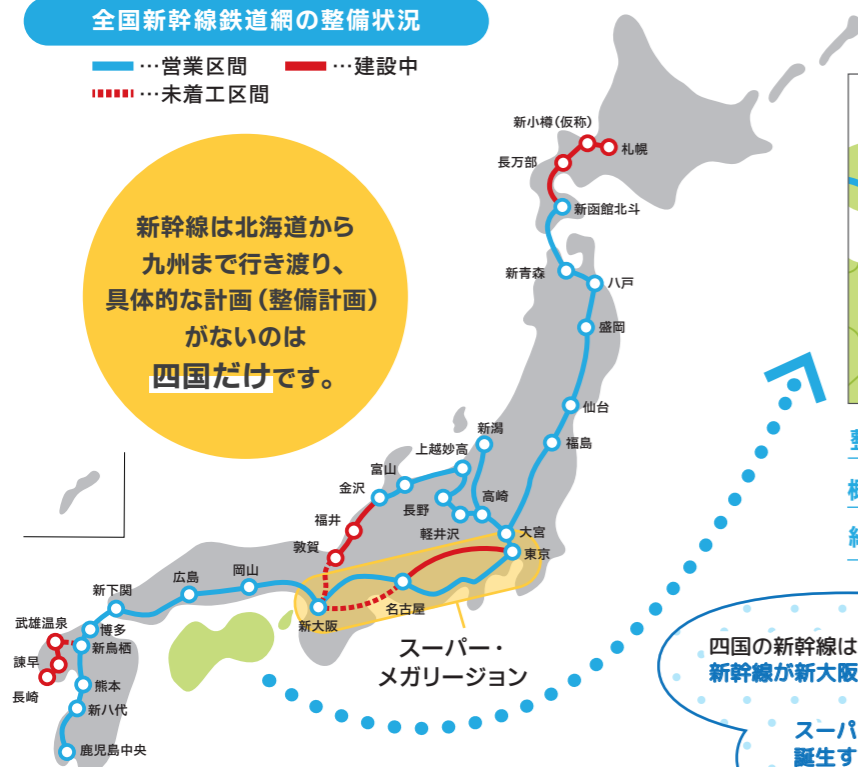 全国新幹線鉄道網の整備状況
…営業区間
…建設中
…未着工区間
新幹線は北海道から
九州まで行き渡り、
具体的な計画(整備計画)
がないのは
四国だけです。
新小樽(仮称)
札幌
長万部
新函館北斗
新青森
八戸
盛岡
仙台
新潟
福島
上越妙高
富山
金沢
長野
高崎
福井
軽井沢
大宮
敦賀
東京
岡山
広島
新下関
名古屋
新大阪
武雄温泉
博多
新鳥栖
諫早
長崎
熊本
新八代
鹿児島中央
スーパー・
メガリージョン
四国の新幹線は
新幹線が新大阪
スーパ
誕生す